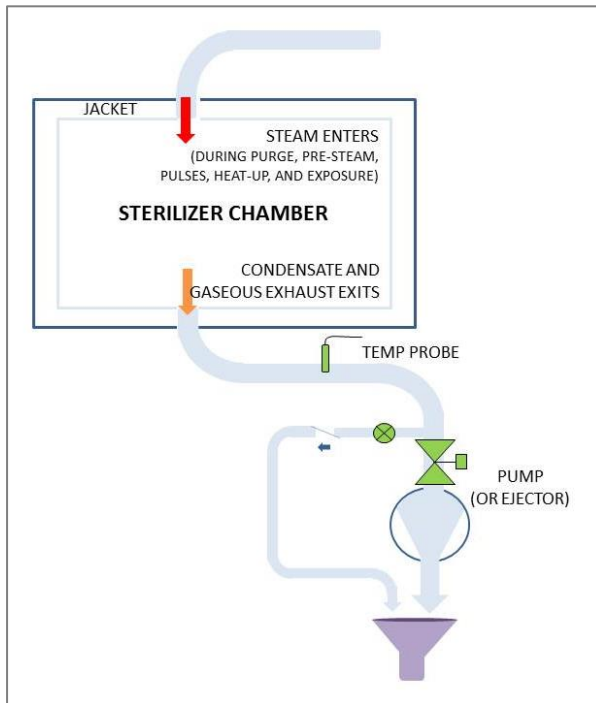 JACKET
STEAM ENTERS
(DURING PURGE, PRE-STEAM,
PULSES, HEAT-UP, AND EXPOSURE)
STERILIZER CHAMBER
CONDENSATE AND
GASEOUS EXHAUST EXITS
TEMP PROBE
PUMP
(OR EJECTOR)